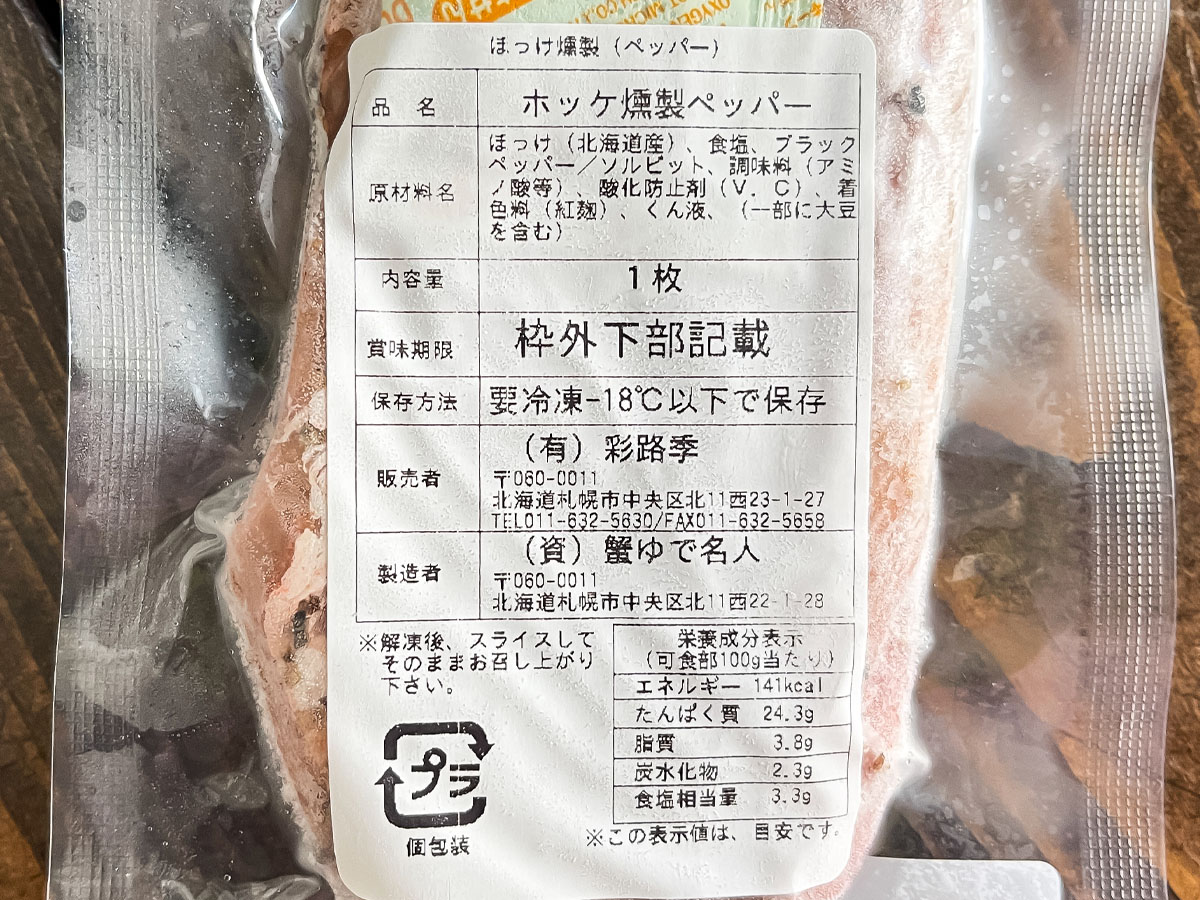 ほっけ燻製（ペッパー）
品名 ホッケ燻製ペッパー
原材料名 ほっけ（北海道産）、食塩、ブラック
ペッパー／ソルビット、調味料（アミ
ノ酸等）、酸化防止剤（V．C）、着
色料（紅麹）、くん液、（一部に大豆
を含む）
内容量 1枚
賞味期限 枠外下部記載
保存方法 要冷凍-18℃以下で保存
販売者 （有）彩路季
〒060-0011
北海道札幌市中央区北11西23-1-27
TEL011-632-5630/FAX011-632-5658
製造者 （資）蟹ゆで名人
〒060-0011
北海道札幌市中央区北11西22-1-28
※解凍後、スライスして
そのままお召し上がり
下さい。
プラ
個包装
栄養成分表示
（可食部100g当たり）
エネルギー 141kcal
たんぱく質 24.3g
脂質 3.8g
炭水化物 2.3g
食塩相当量 3.3g
※この表示値は、目安です。